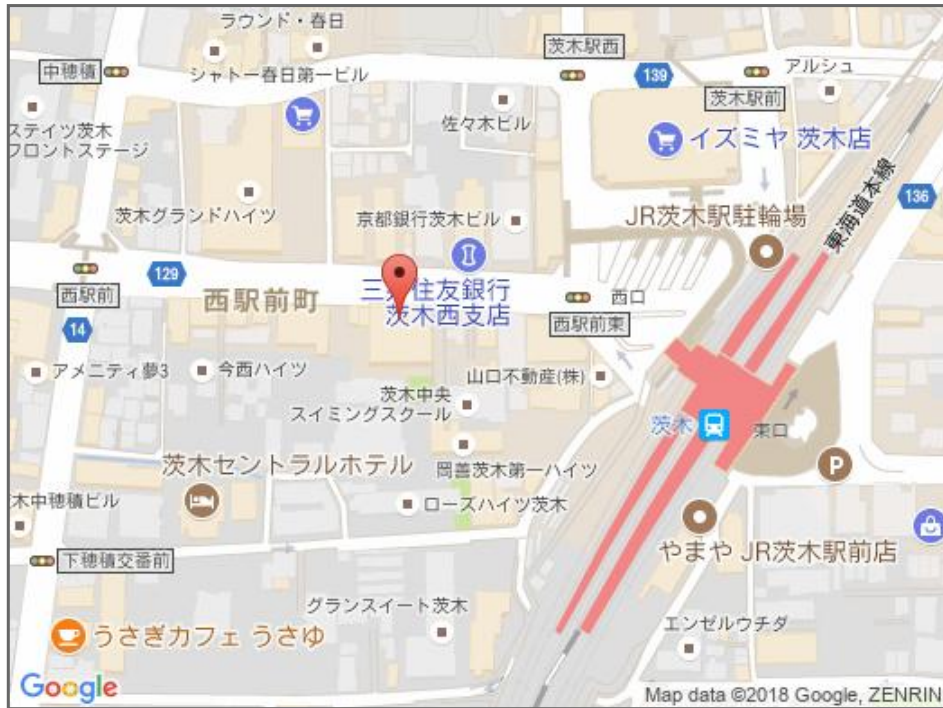 ラウンド・春日
茨木駅西
中穂積
シャトー春日第一ビル
139
アルシュ
茨木駅前
ステイツ茨木
フロントステージ
佐々木ビル
イズミヤ 茨木店
茨木グランドハイツ
京都銀行茨木ビル
JR茨木駅駐輪場
東海道本線
136
129
西駅前
西駅前町
住友銀行
茨木西支店
西口
西駅前東
14
アメニティ夢3
今西ハイツ
山口不動産(株)
茨木中央
スイミングスクール
茨木
東口
茨木セントラルホテル
岡善茨木第一ハイツ
P
木中穂積ビル
ローズハイツ茨木
下穂積交番前
やまや JR茨木駅前店
グランスイート茨木
エンゼルウチダ
うさぎカフェ うさゆ
Google
Map data ©2018 Google, ZENRIN